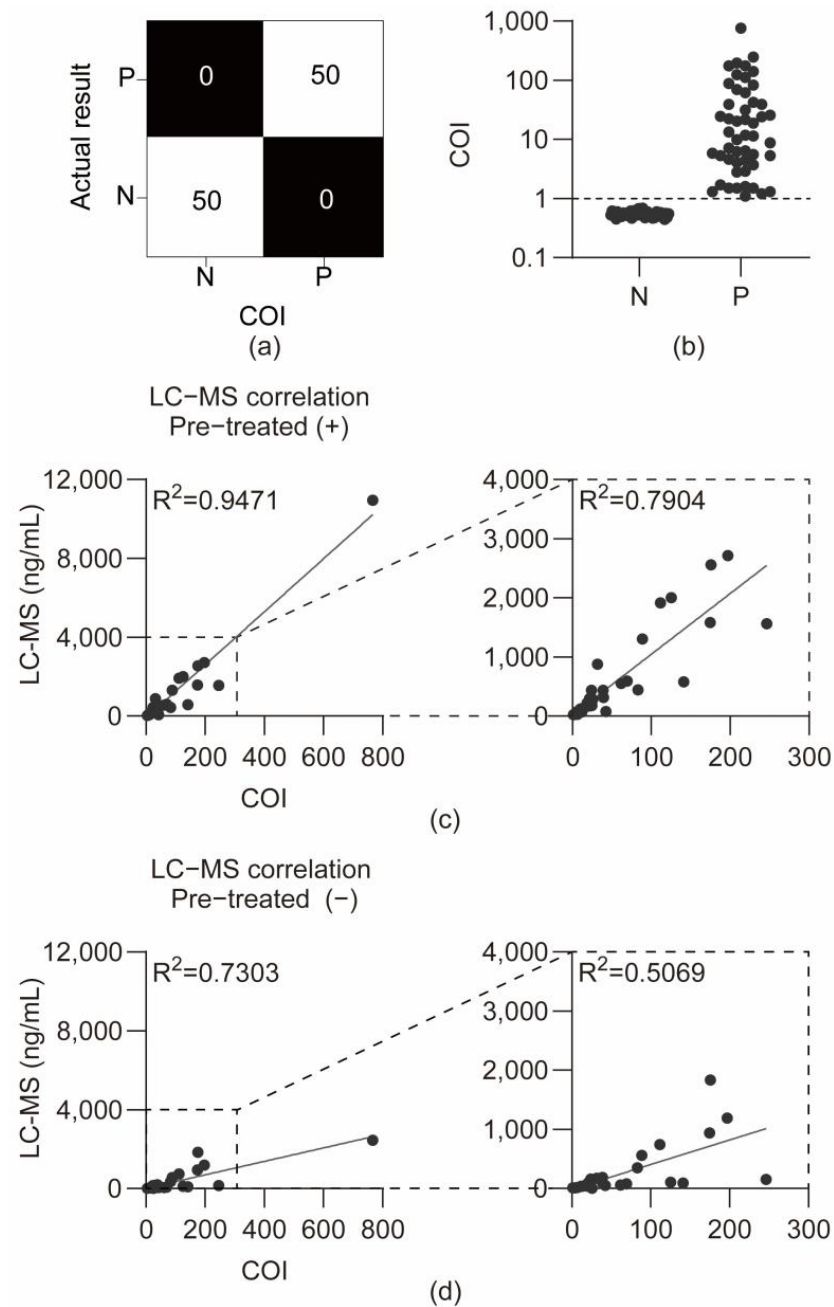 Actual result
P
N
0
50
50
0
N
P
COI
(a)
COI
1,000
100
10
1
0.1
N
P
(b)
LC−MS correlation
Pre−treated (+)
LC-MS (ng/mL)
12,000
8,000
4,000
0
R²=0.9471
0 200 400 600 800
COI
4,000
3,000
2,000
1,000
0
R²=0.7904
0 100 200 300
(c)
LC−MS correlation
Pre−treated (−)
LC-MS (ng/mL)
12,000
8,000
4,000
0
R²=0.7303
0 200 400 600 800
COI
4,000
3,000
2,000
1,000
0
R²=0.5069
0 100 200 300
(d)